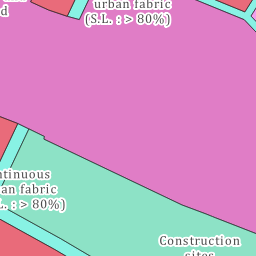 urban fabric
(S.L. : > 80%)
d
ntinuous
an fabric
L. : > 80%)
Construction
sites